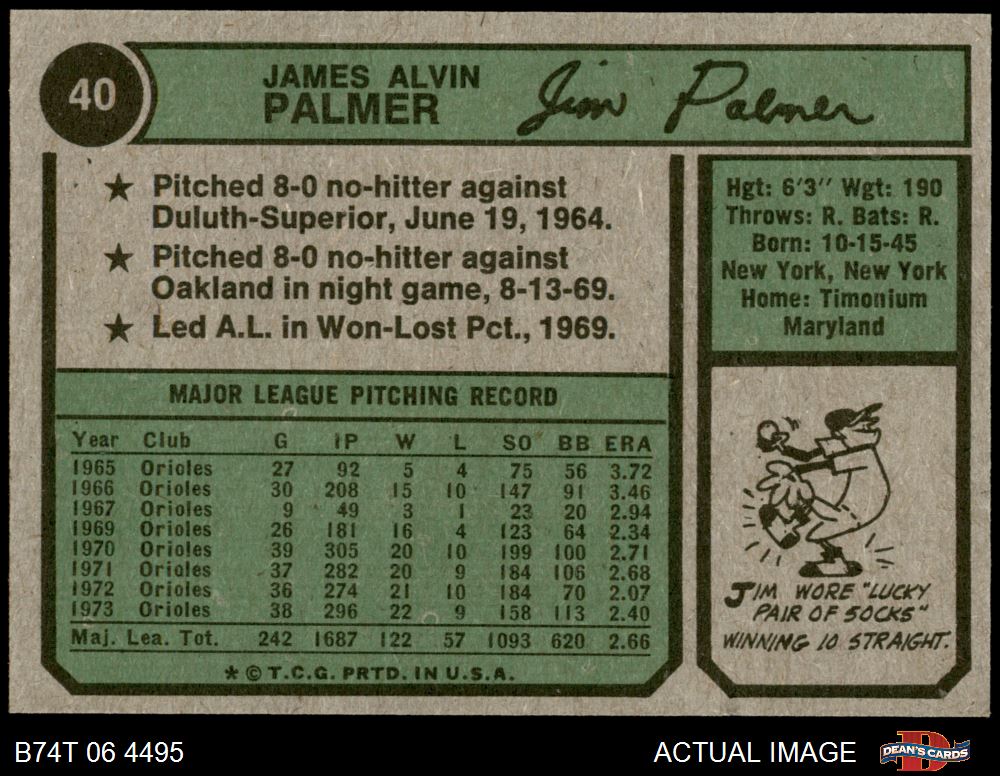 40
JAMES ALVIN
PALMER
Jim Palmer
★ Pitched 8-0 no-hitter against
Duluth-Superior, June 19, 1964.
★ Pitched 8-0 no-hitter against
Oakland in night game, 8-13-69.
★ Led A.L. in Won-Lost Pct., 1969.
MAJOR LEAGUE PITCHING RECORD
Year Club G IP W L SO BB ERA
1965 Orioles 27 92 5 4 75 56 3.72
1966 Orioles 30 208 15 10 147 91 3.46
1967 Orioles 9 49 3 1 23 20 2.94
1969 Orioles 26 181 16 4 123 64 2.34
1970 Orioles 39 305 20 10 199 100 2.71
1971 Orioles 37 282 20 9 184 106 2.68
1972 Orioles 36 274 21 10 184 70 2.07
1973 Orioles 38 296 22 9 158 113 2.40
Maj. Lea. Tot. 242 1687 122 57 1093 620 2.66
* © T.C.G. PRTD. IN U.S.A.
Hgt: 6'3" Wgt: 190
Throws: R. Bats: R.
Born: 10-15-45
New York, New York
Home: Timonium
Maryland
JIM WORE "LUCKY
PAIR OF SOCKS"
WINNING 10 STRAIGHT.
B74T 06 4495
ACTUAL IMAGE
DEAN'S CARDS